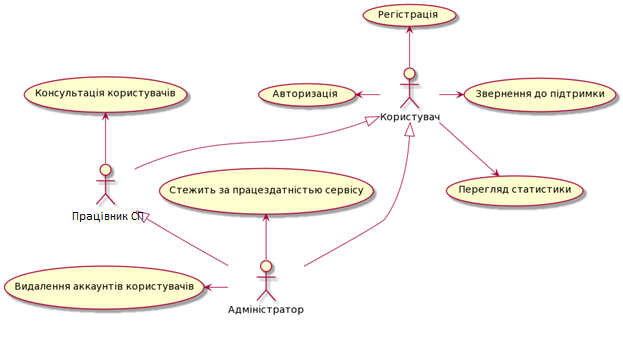 Регістрація
Консультація користувачів
Авторизація
Звернення до підтримки
Користувач
Стежить за працездатністью сервісу
Перегляд статистики
Працівник СП
Видалення аккаунтів користувачів
Адміністратор